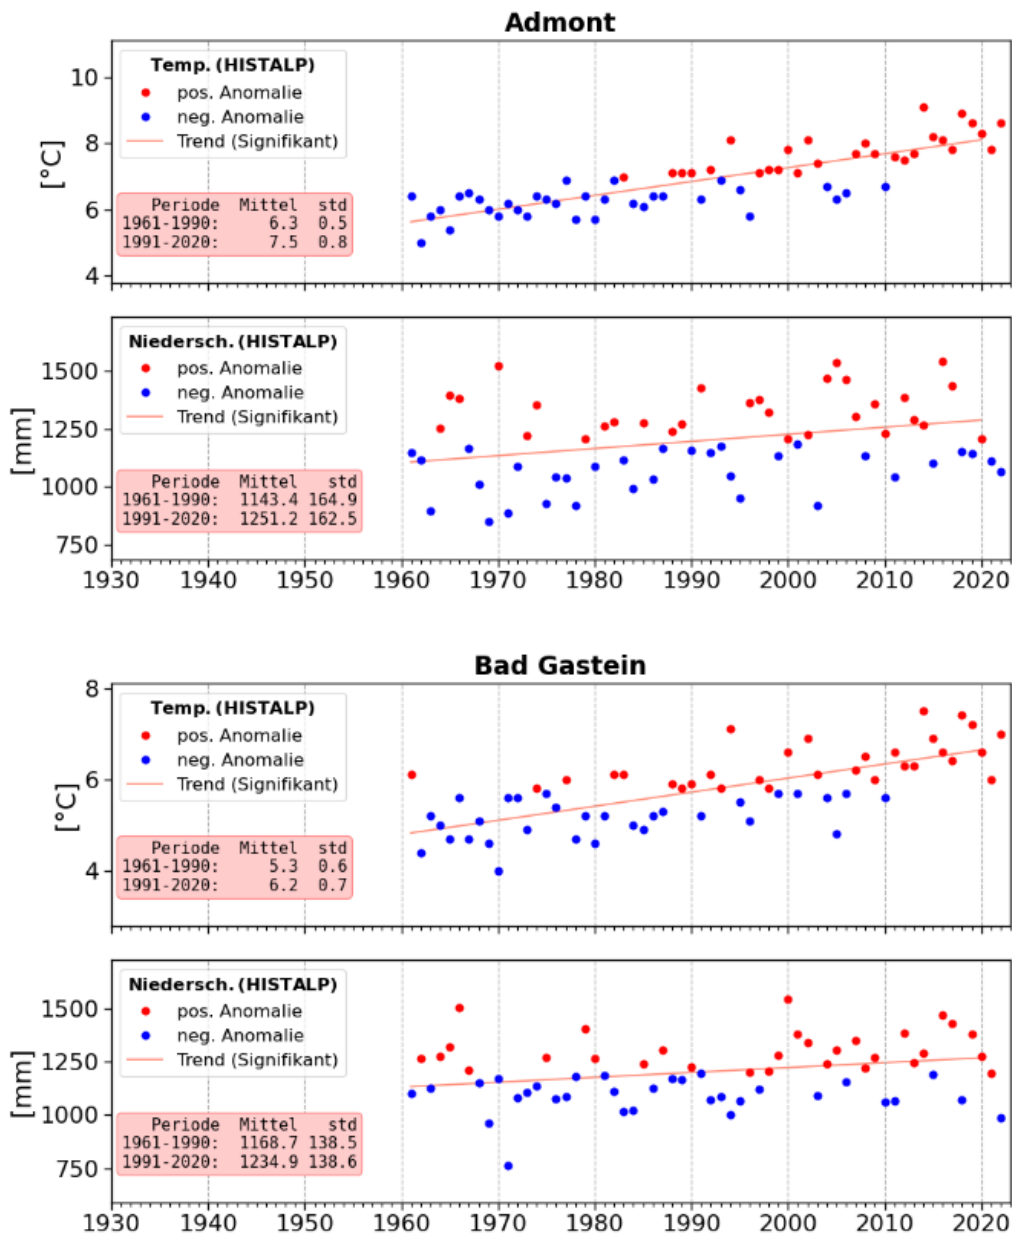 Admont
Temp. (HISTALP)
pos. Anomalie
neg. Anomalie
Trend (Signifikant)
Periode Mittel std
1961-1990: 6.3 0.5
1991-2020: 7.5 0.8
[°C]
10
8
6
4
Niedersch. (HISTALP)
pos. Anomalie
neg. Anomalie
Trend (Signifikant)
Periode Mittel std
1961-1990: 1143.4 164.9
1991-2020: 1251.2 162.5
[mm]
1500
1250
1000
750
1930 1940 1950 1960 1970 1980 1990 2000 2010 2020
Bad Gastein
Temp. (HISTALP)
pos. Anomalie
neg. Anomalie
Trend (Signifikant)
Periode Mittel std
1961-1990: 5.3 0.6
1991-2020: 6.2 0.7
[°C]
8
6
4
Niedersch. (HISTALP)
pos. Anomalie
neg. Anomalie
Trend (Signifikant)
Periode Mittel std
1961-1990: 1168.7 138.5
1991-2020: 1234.9 138.6
[mm]
1500
1250
1000
750
1930 1940 1950 1960 1970 1980 1990 2000 2010 2020